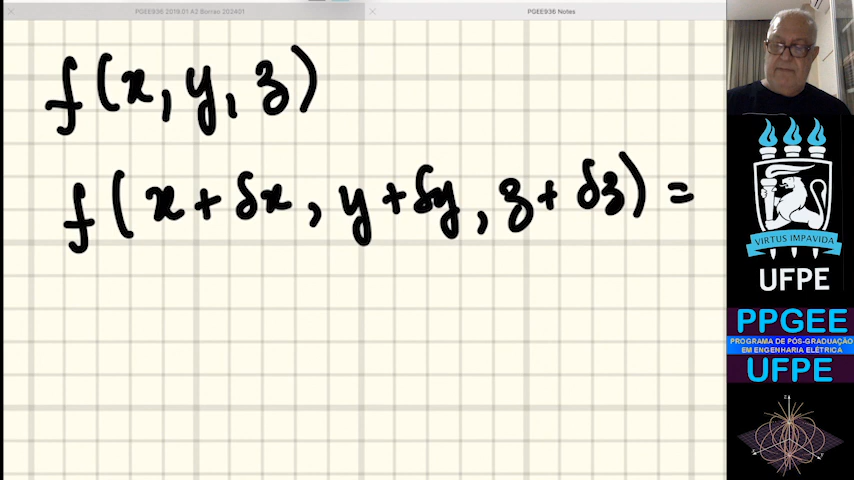 PGEE936 2019.01 A2 Borrao 202401
PGEE936 Notes
f(x, y, z)
f(x+δx, y+δy, z+δz) =
VIRTUS IMPAVIDA
UFPE
PPGEE
PROGRAMA DE PÓS-GRADUAÇÃO
EM ENGENHARIA ELÉTRICA
UFPE